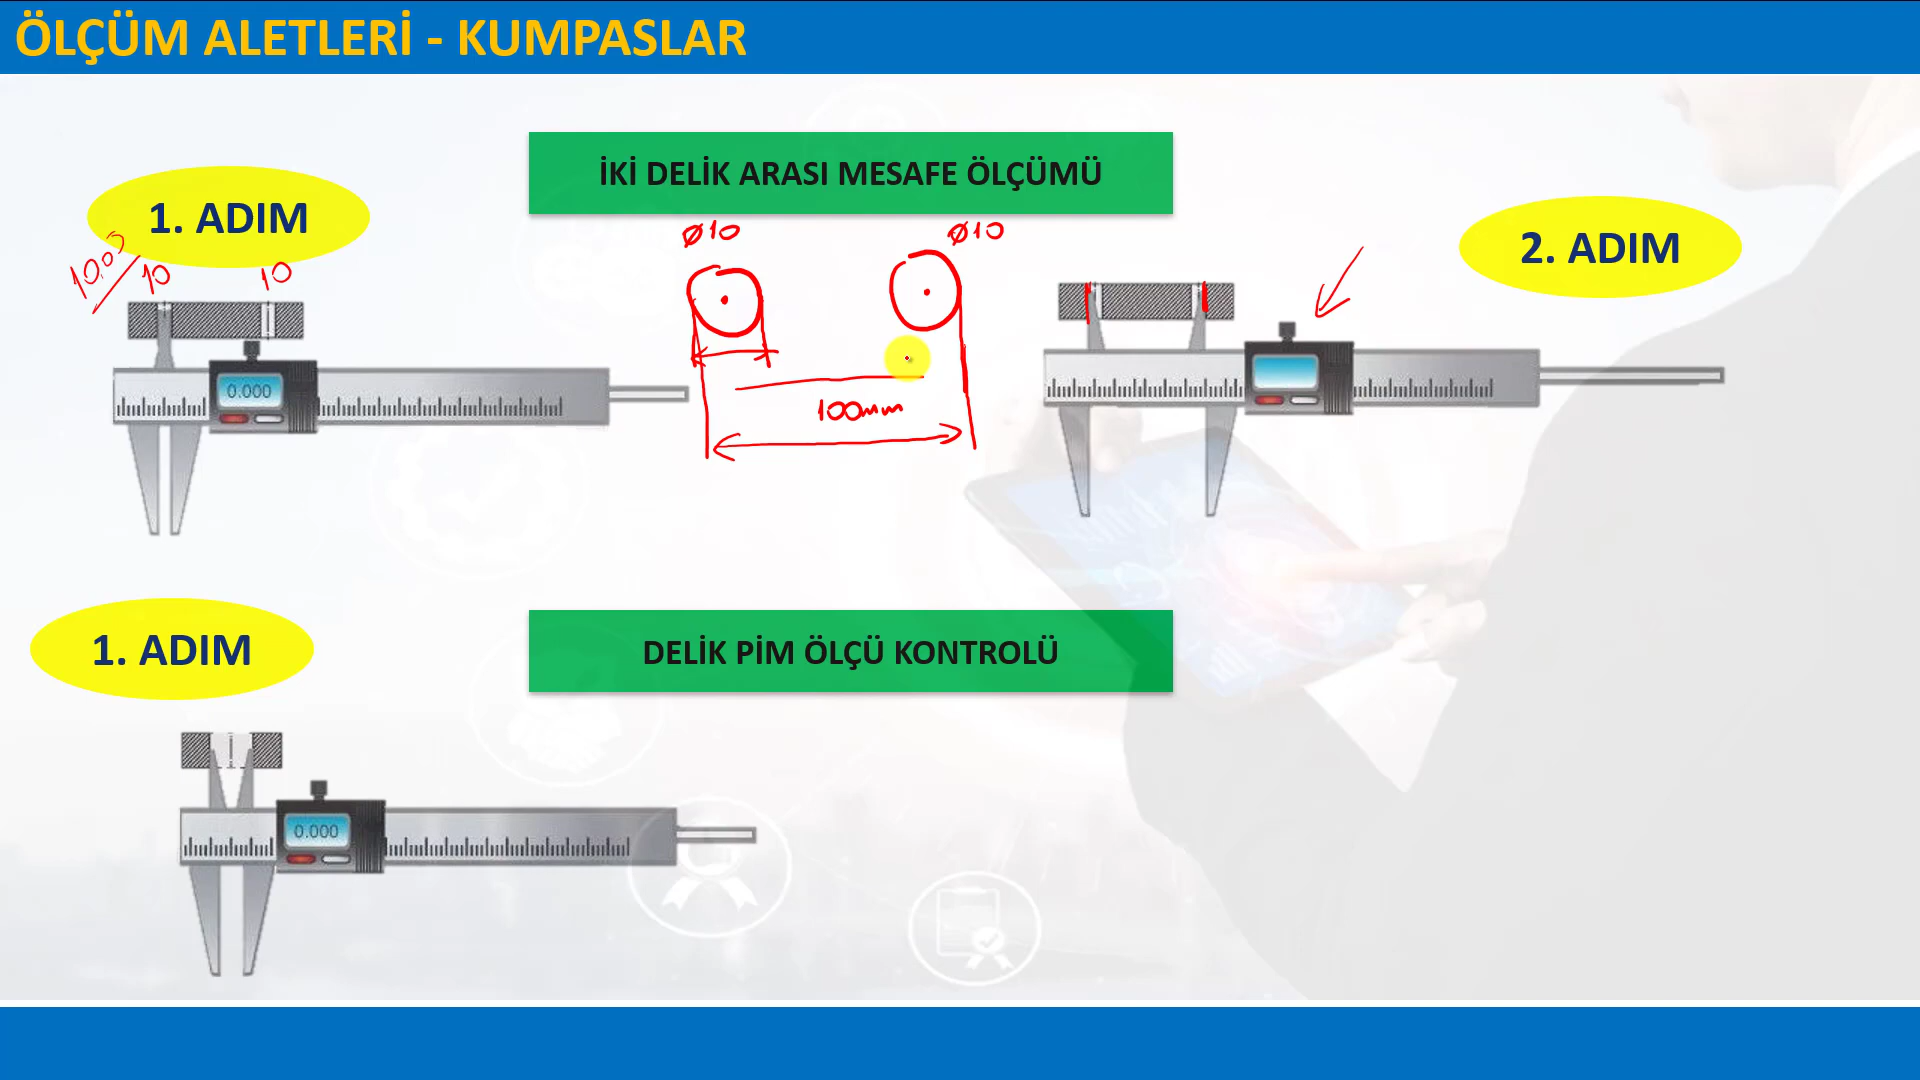 ÖLÇÜM ALETLERİ - KUMPASLAR
İKİ DELİK ARASI MESAFE ÖLÇÜMÜ
1. ADIM
2. ADIM
10.03
10
10
Ø10
Ø10
100mm
0.000
1. ADIM
DELİK PİM ÖLÇÜ KONTROLÜ
0.000